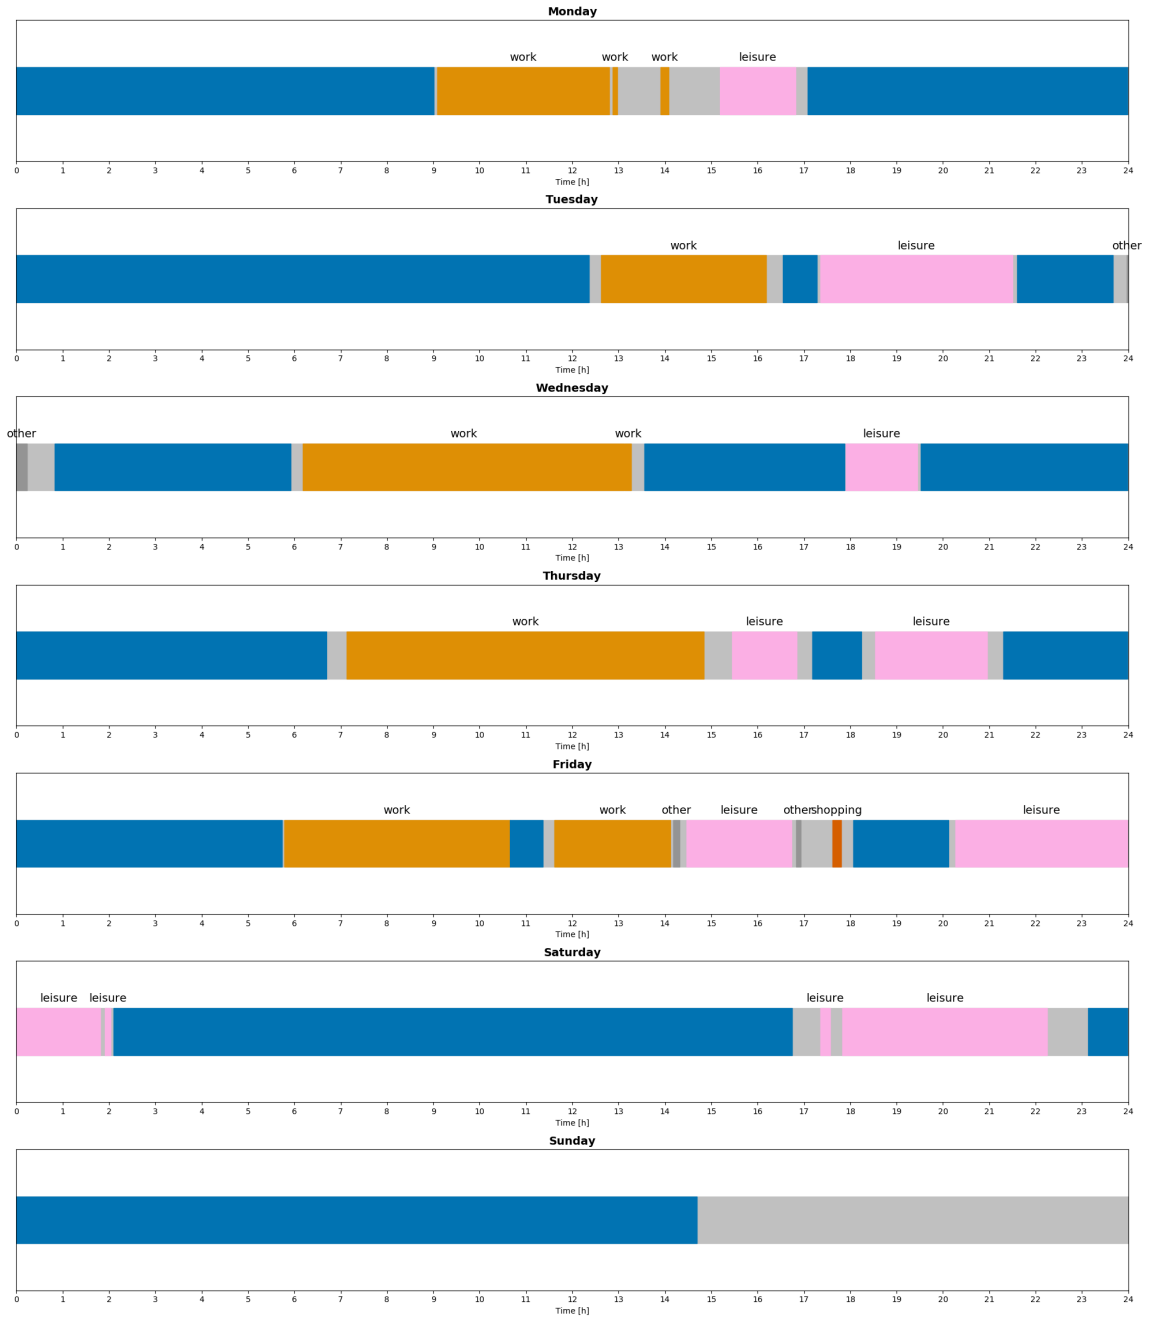 Monday
work work work leisure
0 1 2 3 4 5 6 7 8 9 10 11 12 13 14 15 16 17 18 19 20 21 22 23 24
Time [h]
Tuesday
work leisure other
0 1 2 3 4 5 6 7 8 9 10 11 12 13 14 15 16 17 18 19 20 21 22 23 24
Time [h]
Wednesday
other work work leisure
0 1 2 3 4 5 6 7 8 9 10 11 12 13 14 15 16 17 18 19 20 21 22 23 24
Time [h]
Thursday
work leisure leisure
0 1 2 3 4 5 6 7 8 9 10 11 12 13 14 15 16 17 18 19 20 21 22 23 24
Time [h]
Friday
work work other leisure other shopping leisure
0 1 2 3 4 5 6 7 8 9 10 11 12 13 14 15 16 17 18 19 20 21 22 23 24
Time [h]
Saturday
leisure leisure leisure leisure
0 1 2 3 4 5 6 7 8 9 10 11 12 13 14 15 16 17 18 19 20 21 22 23 24
Time [h]
Sunday
0 1 2 3 4 5 6 7 8 9 10 11 12 13 14 15 16 17 18 19 20 21 22 23 24
Time [h]